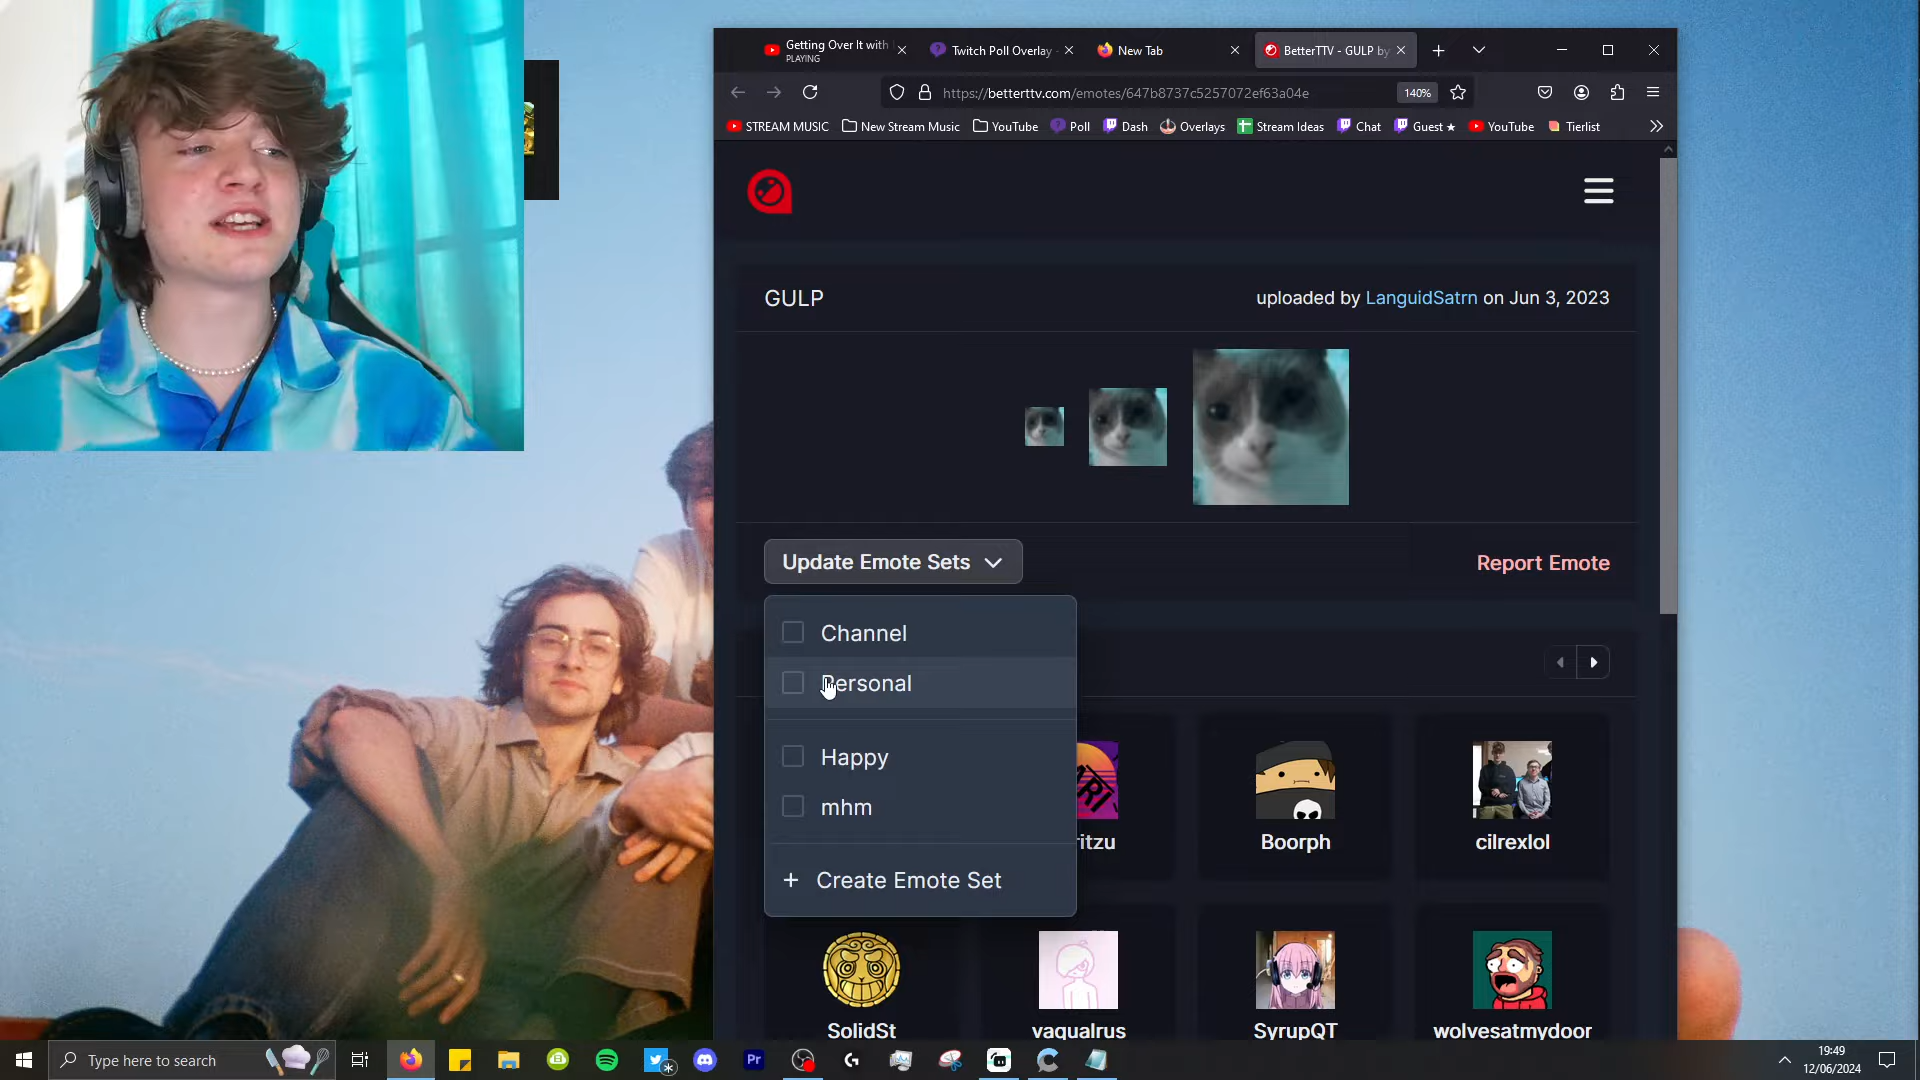 Getting Over It with
PLAYING
Twitch Poll Overlay
New Tab
BetterTTV - GULP by
https://betterttv.com/emotes/647b8737c5257072ef63a04e
140%
STREAM MUSIC
New Stream Music
YouTube
Poll
Dash
Overlays
Stream Ideas
Chat
Guest ★
YouTube
Tierlist
GULP
uploaded by LanguidSatrn on Jun 3, 2023
Update Emote Sets
Report Emote
Channel
Personal
Happy
mhm
+ Create Emote Set
ritzu
Boorph
cilrexlol
SolidSt
vaqualrus
SyrupQT
wolvesatmydoor
Type here to search
Pr
19:49
12/06/2024